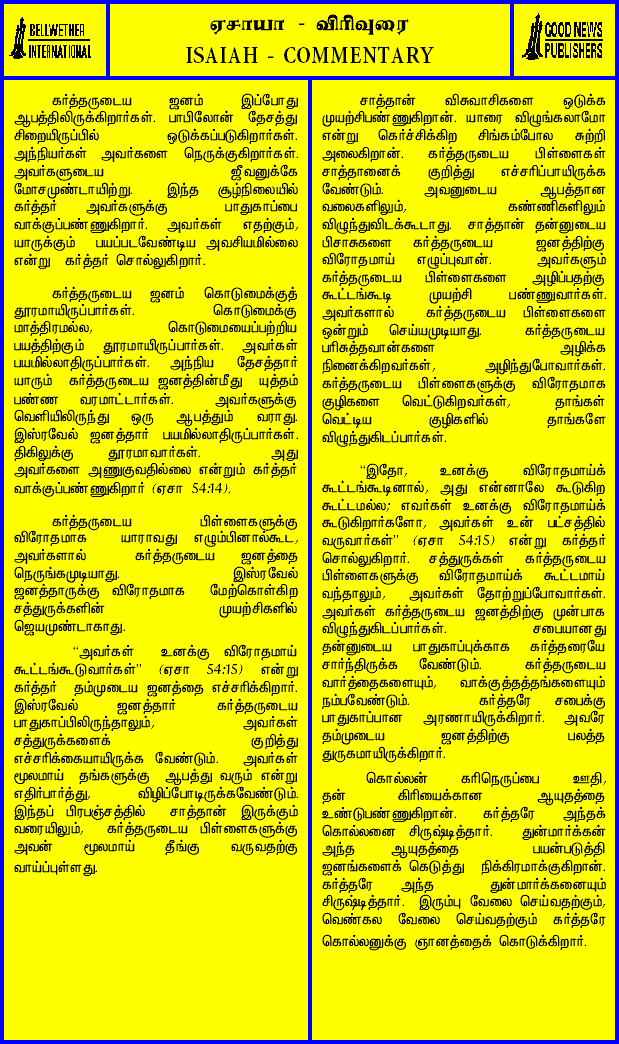 BELLWETHER
INTERNATIONAL
ஏசாயா - விரிவுரை
ISAIAH - COMMENTARY
GOOD NEWS
PUBLISHERS
கர்த்தருடைய ஜனம் இப்போது
ஆபத்திலிருக்கிறார்கள். பாபிலோன் தேசத்து
சிறையிருப்பில் ஒடுக்கப்படுகிறார்கள்.
அந்நியர்கள் அவர்களை நெருக்குகிறார்கள்.
அவர்களுடைய ஜீவனுக்கே
மோசமுண்டாயிற்று. இந்த சூழ்நிலையில்
கர்த்தர் அவர்களுக்கு பாதுகாப்பை
வாக்குப்பண்ணுகிறார். அவர்கள் எதற்கும்,
யாருக்கும் பயப்படவேண்டிய அவசியமில்லை
என்று கர்த்தர் சொல்லுகிறார்.
கர்த்தருடைய ஜனம் கொடுமைக்குத்
தூரமாயிருப்பார்கள். கொடுமைக்கு
மாத்திரமல்ல, கொடுமையைப்பற்றிய
பயத்திற்கும் தூரமாயிருப்பார்கள். அவர்கள்
பயமில்லாதிருப்பார்கள். அந்நிய தேசத்தார்
யாரும் கர்த்தருடைய ஜனத்தின்மீது யுத்தம்
பண்ண வரமாட்டார்கள். அவர்களுக்கு
வெளியிலிருந்து ஒரு ஆபத்தும் வராது.
இஸ்ரவேல் ஜனத்தார் பயமில்லாதிருப்பார்கள்.
திகிலுக்கு தூரமாவார்கள். அது
அவர்களை அணுகுவதில்லை என்றும் கர்த்தர்
வாக்குப்பண்ணுகிறார் (ஏசா 54:14).
கர்த்தருடைய பிள்ளைகளுக்கு
விரோதமாக யாராவது எழும்பினால்கூட,
அவர்களால் கர்த்தருடைய ஜனத்தை
நெருங்கமுடியாது. இஸ்ரவேல்
ஜனத்தாருக்கு விரோதமாக மேற்கொள்கிற
சத்துருக்களின் முயற்சிகளில்
ஜெயமுண்டாகாது.
"அவர்கள் உனக்கு விரோதமாய்
கூட்டங்கூடுவார்கள்" (ஏசா 54:15) என்று
கர்த்தர் தம்முடைய ஜனத்தை எச்சரிக்கிறார்.
இஸ்ரவேல் ஜனத்தார் கர்த்தருடைய
பாதுகாப்பிலிருந்தாலும், அவர்கள்
சத்துருக்களைக் குறித்து
எச்சரிக்கையாயிருக்க வேண்டும். அவர்கள்
மூலமாய் தங்களுக்கு ஆபத்து வரும் என்று
எதிர்பார்த்து, விழிப்போடிருக்கவேண்டும்.
இந்தப் பிரபஞ்சத்தில் சாத்தான் இருக்கும்
வரையிலும், கர்த்தருடைய பிள்ளைகளுக்கு
அவன் மூலமாய் தீங்கு வருவதற்கு
வாய்ப்புள்ளது.
சாத்தான் விசுவாசிகளை ஒடுக்க
முயற்சிபண்ணுகிறான். யாரை விழுங்கலாமோ
என்று கெர்ச்சிக்கிற சிங்கம்போல சுற்றி
அலைகிறான். கர்த்தருடைய பிள்ளைகள்
சாத்தானைக் குறித்து எச்சரிப்பாயிருக்க
வேண்டும். அவனுடைய ஆபத்தான
வலைகளிலும், கண்ணிகளிலும்
விழுந்துவிடக்கூடாது. சாத்தான் தன்னுடைய
பிசாசுகளை கர்த்தருடைய ஜனத்திற்கு
விரோதமாய் எழுப்புவான். அவர்களும்
கர்த்தருடைய பிள்ளைகளை அழிப்பதற்கு
கூட்டங்கூடி முயற்சி பண்ணுவார்கள்.
அவர்களால் கர்த்தருடைய பிள்ளைகளை
ஒன்றும் செய்யமுடியாது. கர்த்தருடைய
பரிசுத்தவான்களை அழிக்க
நினைக்கிறவர்கள், அழிந்துபோவார்கள்.
கர்த்தருடைய பிள்ளைகளுக்கு விரோதமாக
குழிகளை வெட்டுகிறவர்கள், தாங்கள்
வெட்டிய குழிகளில் தாங்களே
விழுந்துகிடப்பார்கள்.
"இதோ, உனக்கு விரோதமாய்க்
கூட்டங்கூடினால், அது என்னாலே கூடுகிற
கூட்டமல்ல; எவர்கள் உனக்கு விரோதமாய்க்
கூடுகிறார்களோ, அவர்கள் உன் பட்சத்தில்
வருவார்கள்" (ஏசா 54:15) என்று கர்த்தர்
சொல்லுகிறார். சத்துருக்கள் கர்த்தருடைய
பிள்ளைகளுக்கு விரோதமாய்க் கூட்டமாய்
வந்தாலும், அவர்கள் தோற்றுப்போவார்கள்.
அவர்கள் கர்த்தருடைய ஜனத்திற்கு முன்பாக
விழுந்துகிடப்பார்கள். சபையானது
தன்னுடைய பாதுகாப்புக்காக கர்த்தரையே
சார்ந்திருக்க வேண்டும். கர்த்தருடைய
வார்த்தைகளையும், வாக்குத்தத்தங்களையும்
நம்பவேண்டும். கர்த்தரே சபைக்கு
பாதுகாப்பான அரணாயிருக்கிறார். அவரே
தம்முடைய ஜனத்திற்கு பலத்த
துருகமாயிருக்கிறார்.
கொல்லன் கரிநெருப்பை ஊதி,
தன் கிரியைக்கான ஆயுதத்தை
உண்டுபண்ணுகிறான். கர்த்தரே அந்தக்
கொல்லனை சிருஷ்டித்தார். துன்மார்க்கன்
அந்த ஆயுதத்தை பயன்படுத்தி
ஜனங்களைக் கெடுத்து நிக்கிரமாக்குகிறான்.
கர்த்தரே அந்த துன்மார்க்கனையும்
சிருஷ்டித்தார். இரும்பு வேலை செய்வதற்கும்,
வெண்கல வேலை செய்வதற்கும் கர்த்தரே
கொல்லனுக்கு ஞானத்தைக் கொடுக்கிறார்.